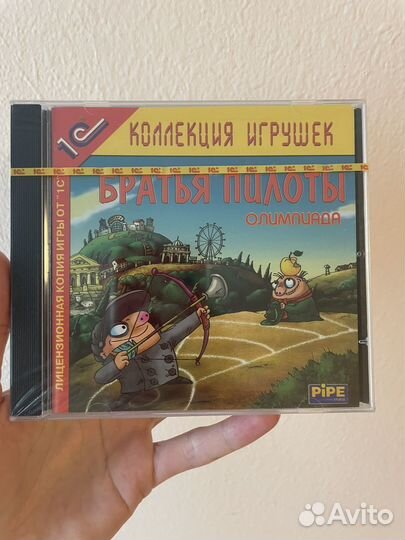 1С
КОЛЛЕКЦИЯ ИГРУШЕК
БРАТЬЯ ПИЛОТЫ
ОЛИМПИАДА
ЛИЦЕНЗИОННАЯ КОПИЯ ИГРЫ ОТ "1С"
PiPE
Avito